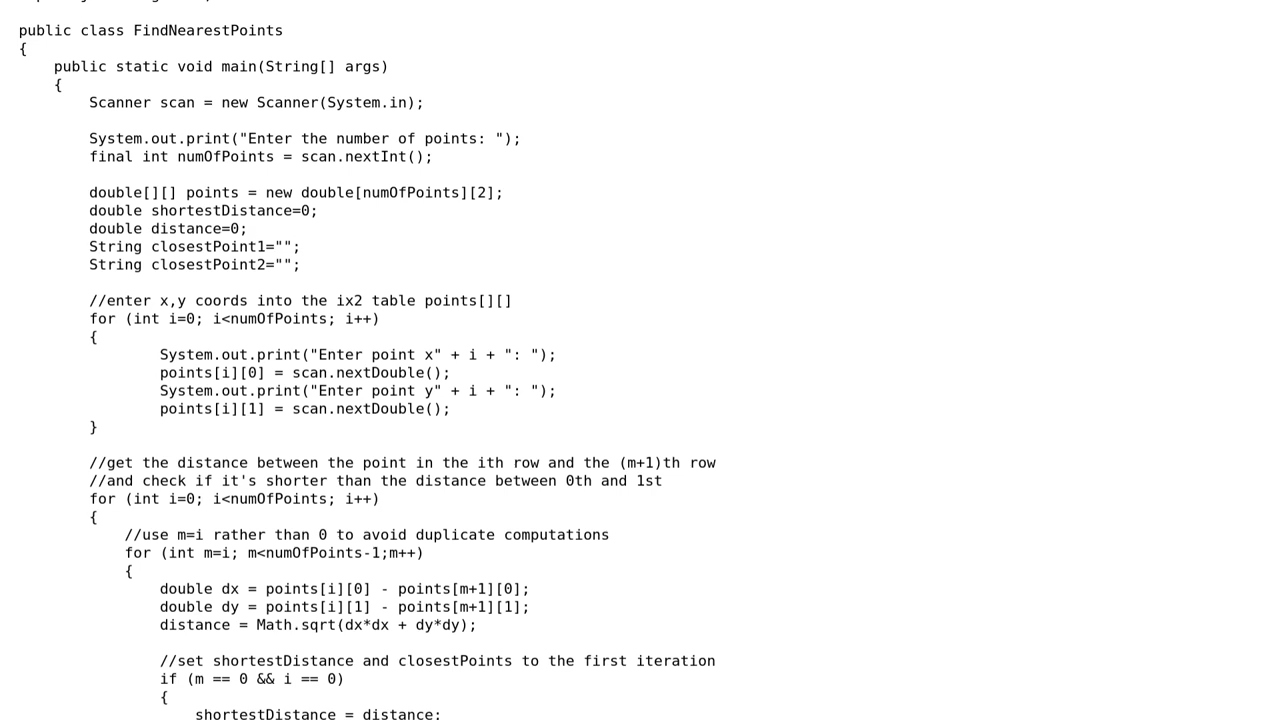 public class FindNearestPoints
{
    public static void main(String[] args)
    {
        Scanner scan = new Scanner(System.in);

        System.out.print("Enter the number of points: ");
        final int numOfPoints = scan.nextInt();

        double[][] points = new double[numOfPoints][2];
        double shortestDistance=0;
        double distance=0;
        String closestPoint1="";
        String closestPoint2="";

        //enter x,y coords into the ix2 table points[][]
        for (int i=0; i<numOfPoints; i++)
        {
                System.out.print("Enter point x" + i + ": ");
                points[i][0] = scan.nextDouble();
                System.out.print("Enter point y" + i + ": ");
                points[i][1] = scan.nextDouble();
        }

        //get the distance between the point in the ith row and the (m+1)th row
        //and check if it's shorter than the distance between 0th and 1st
        for (int i=0; i<numOfPoints; i++)
        {
            //use m=i rather than 0 to avoid duplicate computations
            for (int m=i; m<numOfPoints-1;m++)
            {
                double dx = points[i][0] - points[m+1][0];
                double dy = points[i][1] - points[m+1][1];
                distance = Math.sqrt(dx*dx + dy*dy);

                //set shortestDistance and closestPoints to the first iteration
                if (m == 0 && i == 0)
                {
                    shortestDistance = distance;